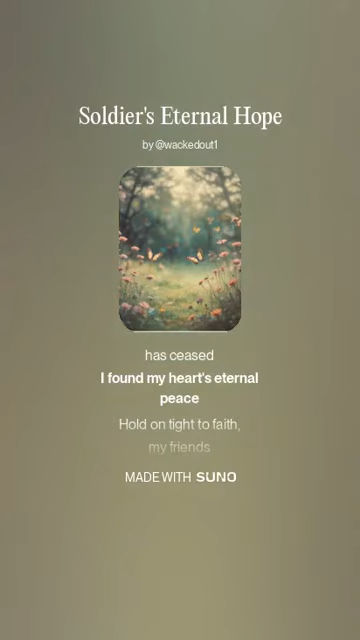 Soldier's Eternal Hope
by @wackedout1
has ceased
I found my heart's eternal
peace
Hold on tight to faith,
my friends
MADE WITH SUNO